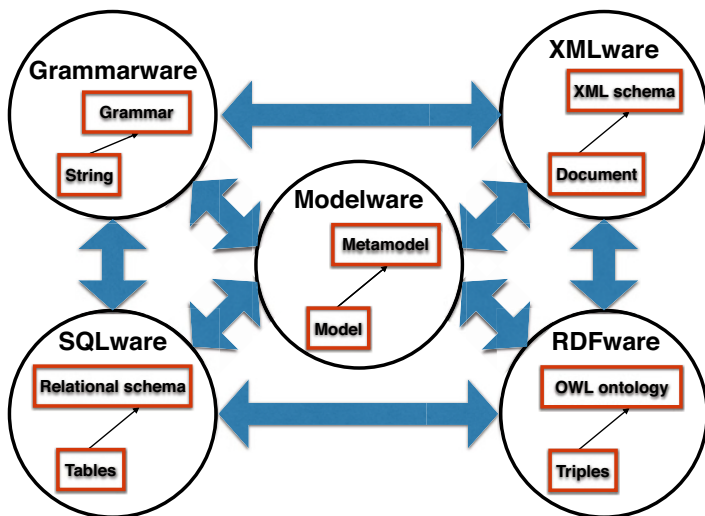 Grammarware
Grammar
String
XMLware
XML schema
Document
Modelware
Metamodel
Model
SQLware
Relational schema
Tables
RDFware
OWL ontology
Triples